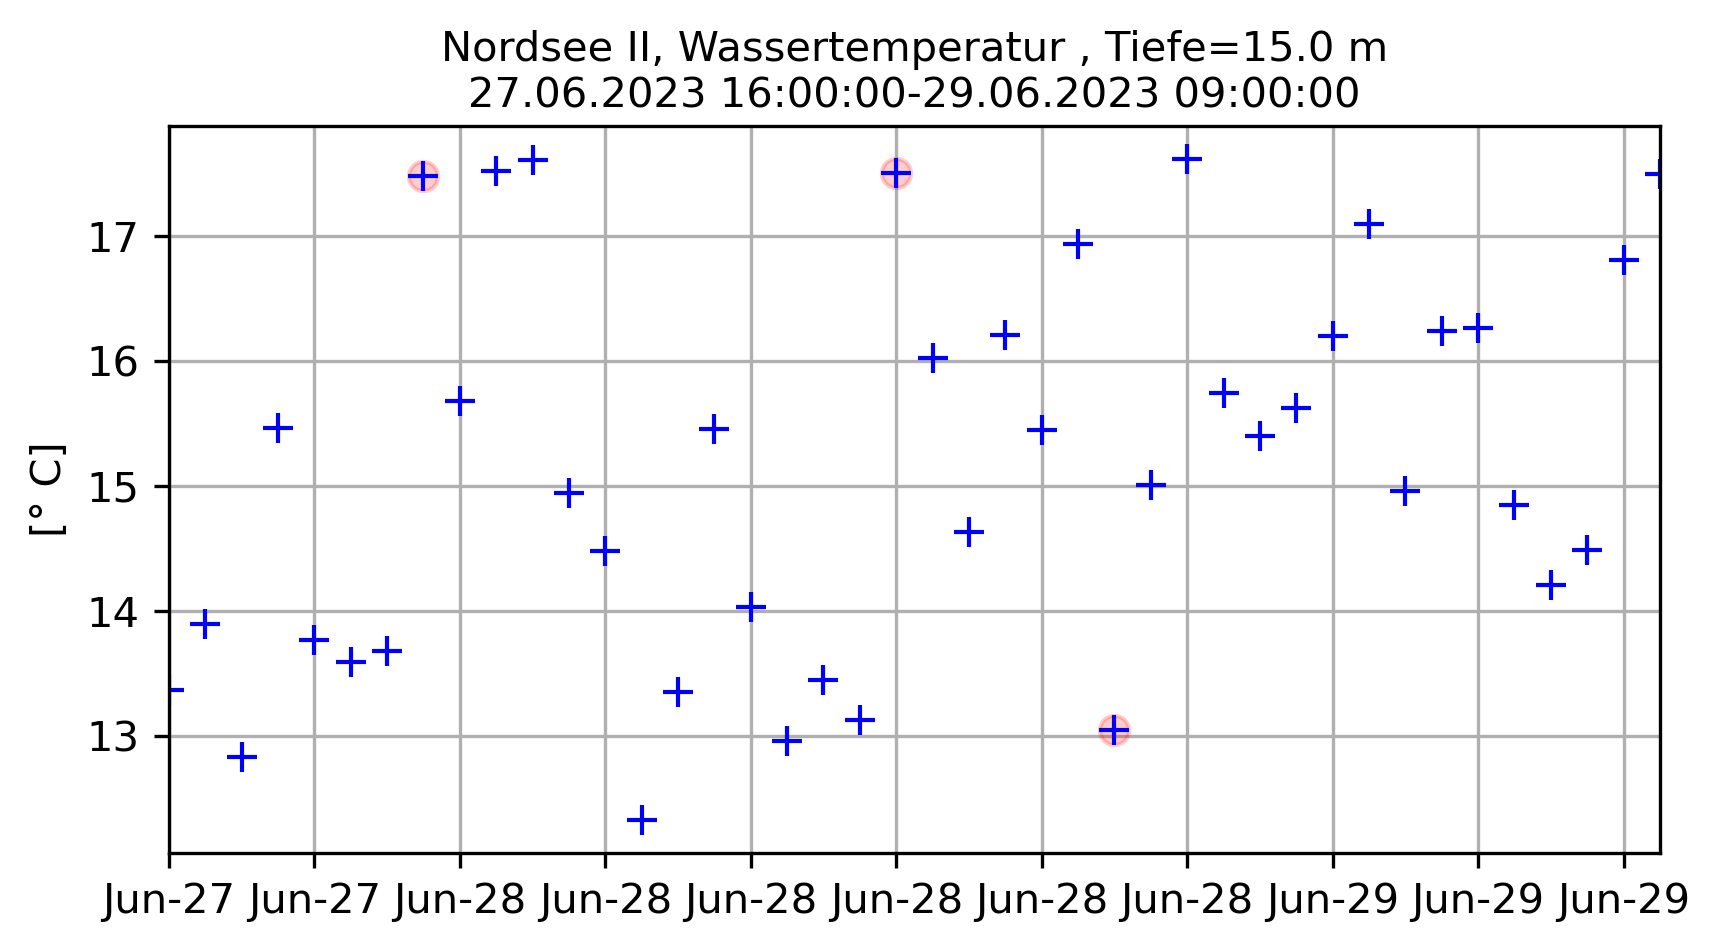 Nordsee II, Wassertemperatur , Tiefe=15.0 m
27.06.2023 16:00:00-29.06.2023 09:00:00
[° C]
17
16
15
14
13
Jun-27 Jun-27 Jun-28 Jun-28 Jun-28 Jun-28 Jun-28 Jun-28 Jun-29 Jun-29 Jun-29